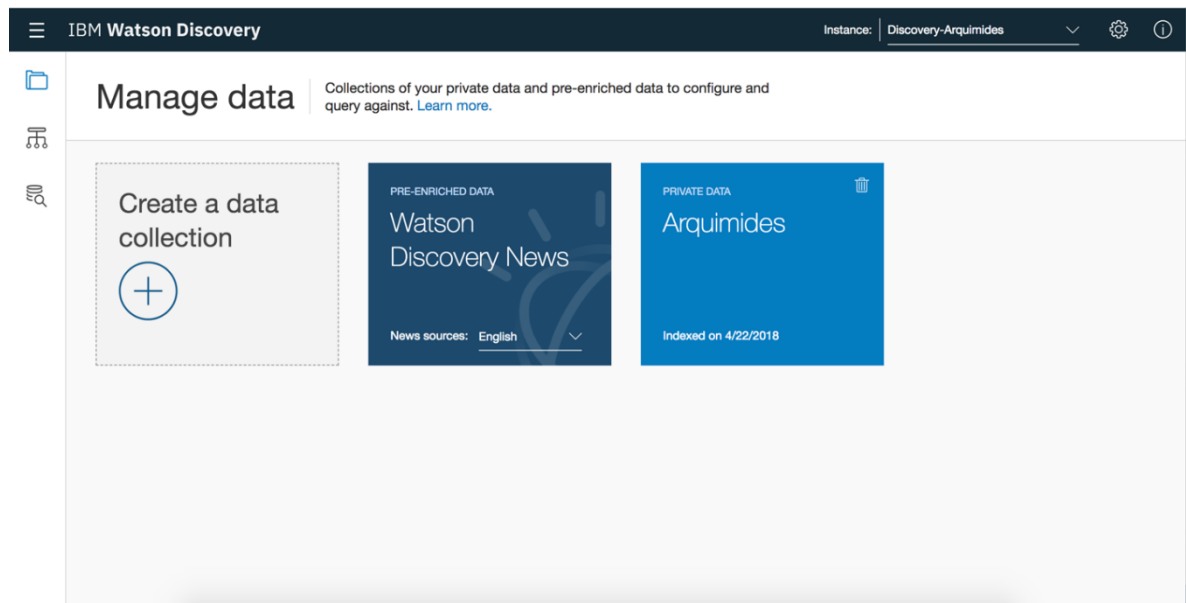 IBM Watson Discovery
Instance: Discovery-Arquimides
Manage data
Collections of your private data and pre-enriched data to configure and
query against. Learn more.
Create a data
collection
PRE-ENRICHED DATA
Watson
Discovery News
News sources: English
PRIVATE DATA
Arquimides
Indexed on 4/22/2018